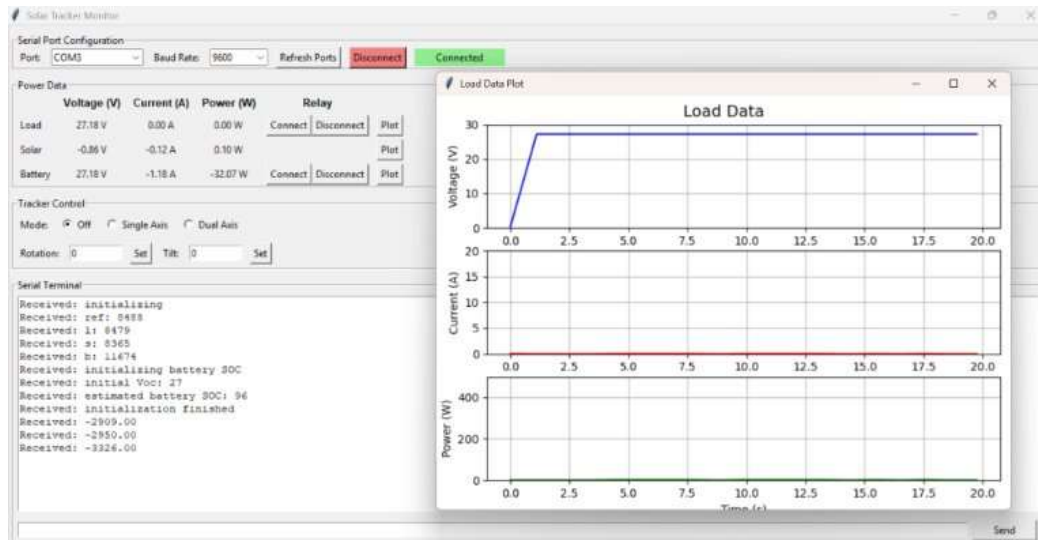 Solar Tracker Monitor
Serial Port Configuration
Port: COM3 Baud Rate: 9600 Refresh Ports Disconnect Connected
Power Data
Voltage (V) Current (A) Power (W) Relay
Load 27.18 V 0.00 A 0.00 W Connect Disconnect Plot
Solar -0.86 V -0.12 A 0.10 W Plot
Battery 27.18 V -1.18 A -32.07 W Connect Disconnect Plot
Tracker Control
Mode: Off Single Axis Dual Axis
Rotation: 0 Set Tilt: 0 Set
Serial Terminal
Received: initializing
Received: ref: 8488
Received: l: 8479
Received: s: 8365
Received: b: 11674
Received: initializing battery SOC
Received: initial Voc: 27
Received: estimated battery SOC: 96
Received: initialization finished
Received: -2909.00
Received: -2950.00
Received: -3326.00
Send
Load Data Plot
Load Data
Voltage (V)
30
20
10
0
0.0 2.5 5.0 7.5 10.0 12.5 15.0 17.5 20.0
Current (A)
20
15
10
5
0
0.0 2.5 5.0 7.5 10.0 12.5 15.0 17.5 20.0
Power (W)
400
200
0
0.0 2.5 5.0 7.5 10.0 12.5 15.0 17.5 20.0
Time (s)